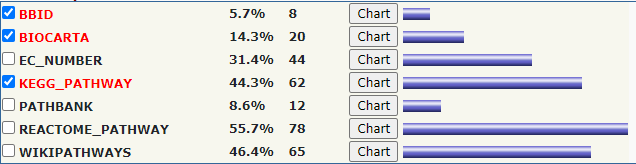 BBID 5.7% 8 Chart
BIOCARTA 14.3% 20 Chart
EC_NUMBER 31.4% 44 Chart
KEGG_PATHWAY 44.3% 62 Chart
PATHBANK 8.6% 12 Chart
REACTOME_PATHWAY 55.7% 78 Chart
WIKIPATHWAYS 46.4% 65 Chart